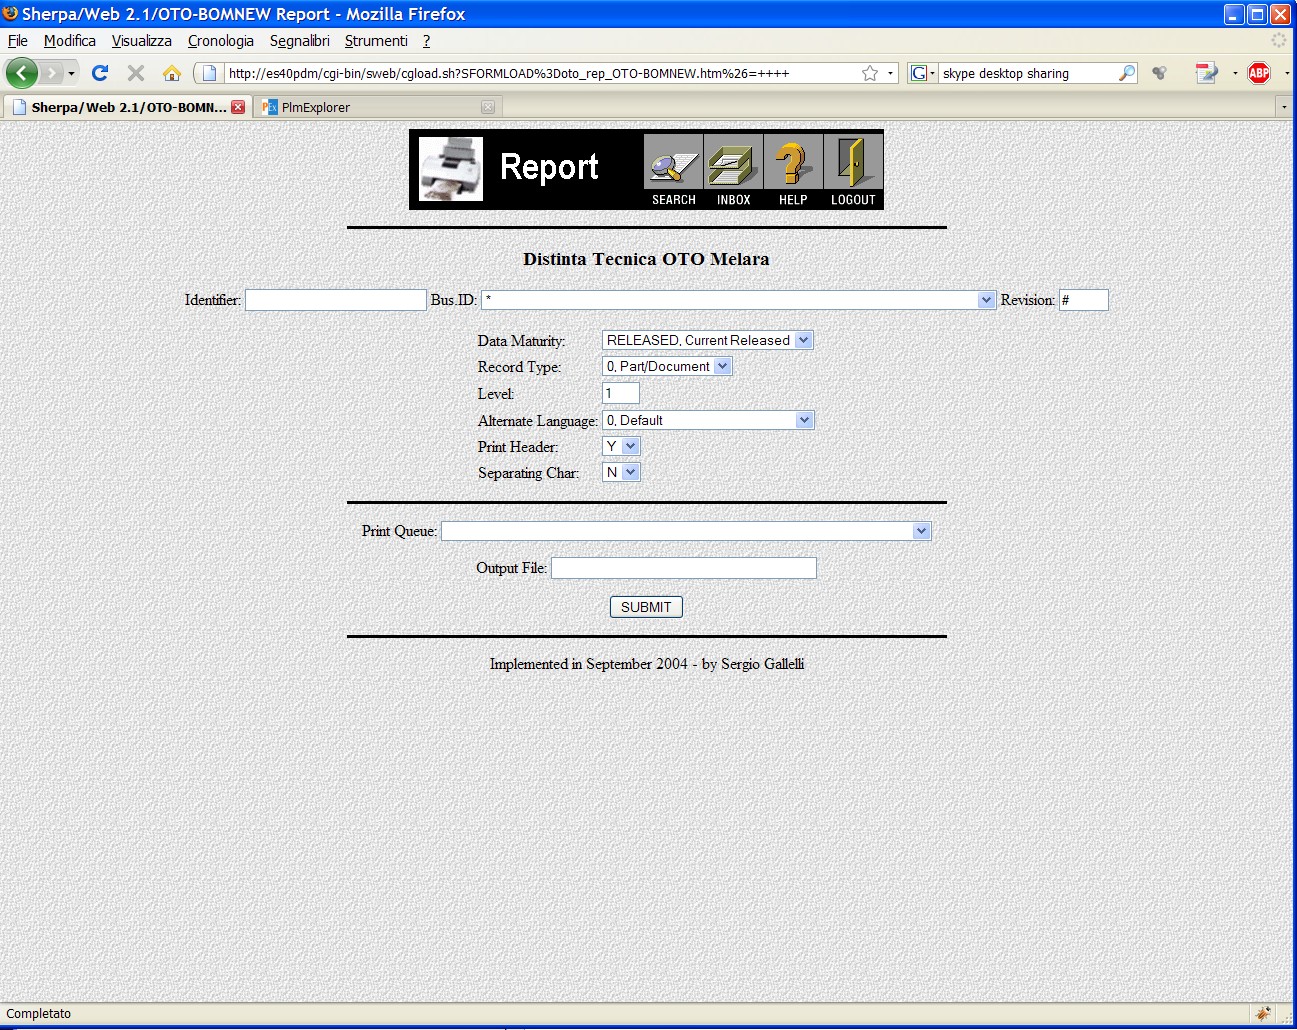 Sherpa/Web 2.1/OTO-BOMNEW Report - Mozilla Firefox
File Modifica Visualizza Cronologia Segnalibri Strumenti ?
http://es40pdm/cgi-bin/sweb/cgload.sh?SFORMLOAD%3Doto_rep_OTO-BOMNEW.htm%26=++++ G skype desktop sharing ABP
Sherpa/Web 2.1/OTO-BOMN... PEx PlmExplorer
Report
SEARCH INBOX HELP LOGOUT
Distinta Tecnica OTO Melara
Identifier: Bus.ID: * Revision: #
Data Maturity: RELEASED, Current Released
Record Type: 0, Part/Document
Level: 1
Alternate Language: 0, Default
Print Header: Y
Separating Char: N
Print Queue:
Output File:
SUBMIT
Implemented in September 2004 - by Sergio Gallelli
Completato